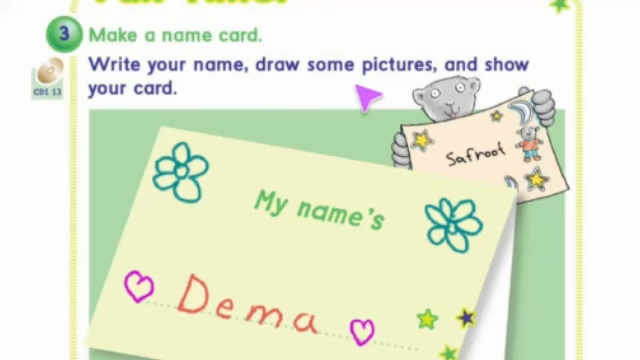 3 Make a name card.
Write your name, draw some pictures, and show
your card.
CD1 13
Safroot
My name's
Dema